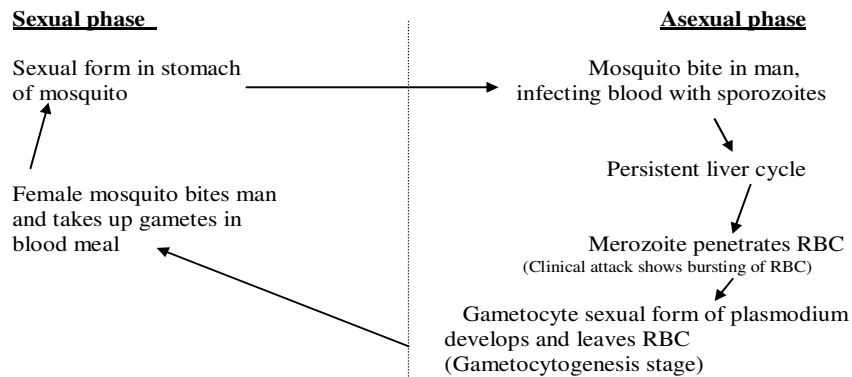 Sexual phase
Sexual form in stomach
of mosquito
Female mosquito bites man
and takes up gametes in
blood meal
Asexual phase
Mosquito bite in man,
infecting blood with sporozoites
Persistent liver cycle
Merozoite penetrates RBC
(Clinical attack shows bursting of RBC)
Gametocyte sexual form of plasmodium
develops and leaves RBC
(Gametocytogenesis stage)